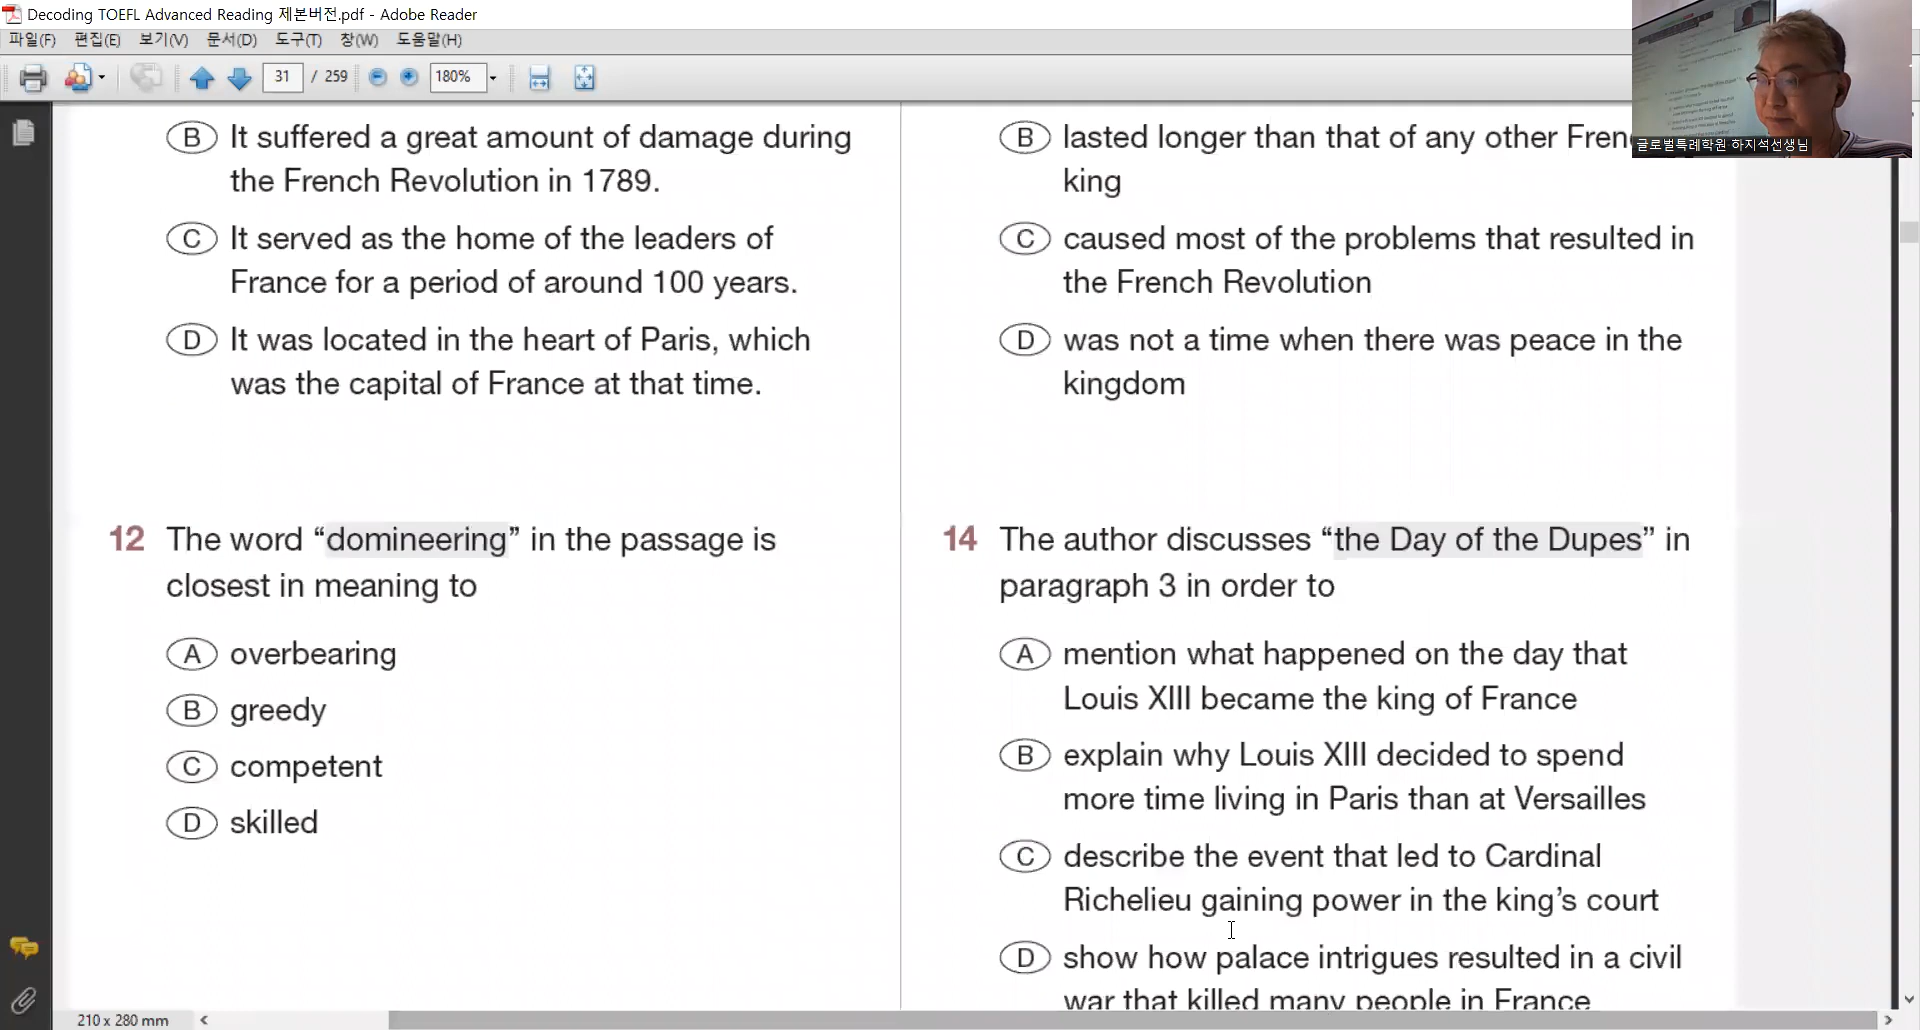 Decoding TOEFL Advanced Reading 제본버전.pdf - Adobe Reader
파일(F) 편집(E) 보기(V) 문서(D) 도구(T) 창(W) 도움말(H)
31 / 259 180%
글로벌특례학원 하지석선생님
B It suffered a great amount of damage during
the French Revolution in 1789.
C It served as the home of the leaders of
France for a period of around 100 years.
D It was located in the heart of Paris, which
was the capital of France at that time.
12 The word “domineering” in the passage is
closest in meaning to
A overbearing
B greedy
C competent
D skilled
B lasted longer than that of any other
king
C caused most of the problems that resulted in
the French Revolution
D was not a time when there was peace in the
kingdom
14 The author discusses “the Day of the Dupes” in
paragraph 3 in order to
A mention what happened on the day that
Louis XIII became the king of France
B explain why Louis XIII decided to spend
more time living in Paris than at Versailles
C describe the event that led to Cardinal
Richelieu gaining power in the king’s court
D show how palace intrigues resulted in a civil
war that killed many people in France
210 x 280 mm